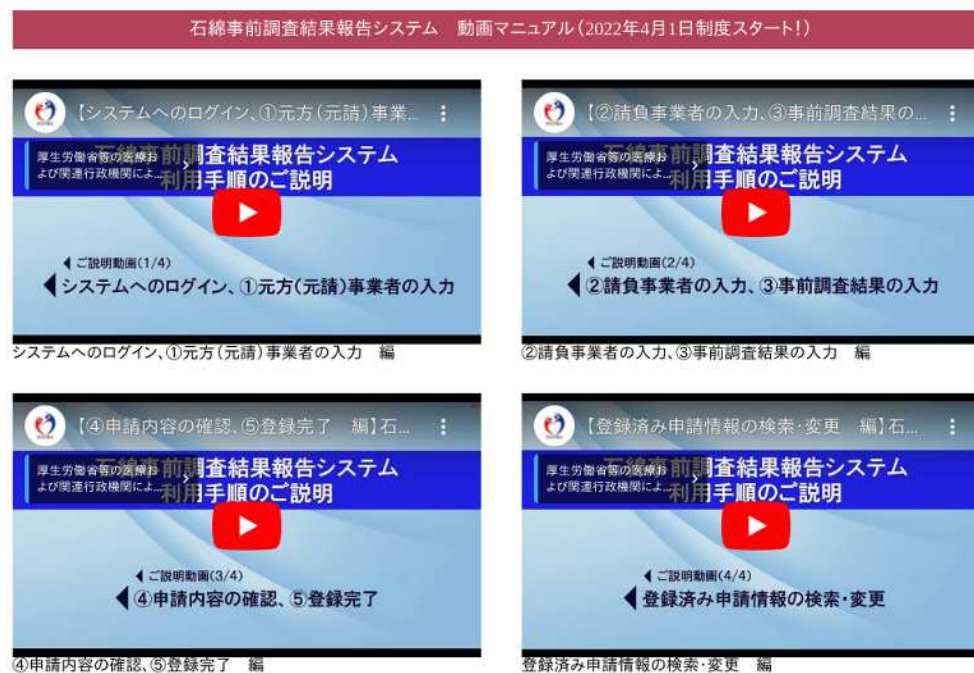 石綿事前調査結果報告システム　動画マニュアル(2022年4月1日制度スタート!)
【システムへのログイン、①元方(元請)事業...
厚生労働省等の医療お
よび関連行政機関によ...
石綿事前調査結果報告システム
利用手順のご説明
ご説明動画(1/4)
システムへのログイン、①元方(元請)事業者の入力
システムへのログイン、①元方(元請)事業者の入力　編
【②請負事業者の入力、③事前調査結果の...
厚生労働省等の医療お
よび関連行政機関によ...
石綿事前調査結果報告システム
利用手順のご説明
ご説明動画(2/4)
②請負事業者の入力、③事前調査結果の入力
②請負事業者の入力、③事前調査結果の入力　編
【④申請内容の確認、⑤登録完了　編】石...
厚生労働省等の医療お
よび関連行政機関によ...
石綿事前調査結果報告システム
利用手順のご説明
ご説明動画(3/4)
④申請内容の確認、⑤登録完了
④申請内容の確認、⑤登録完了　編
【登録済み申請情報の検索・変更　編】石...
厚生労働省等の医療お
よび関連行政機関によ...
石綿事前調査結果報告システム
利用手順のご説明
ご説明動画(4/4)
登録済み申請情報の検索・変更
登録済み申請情報の検索・変更　編